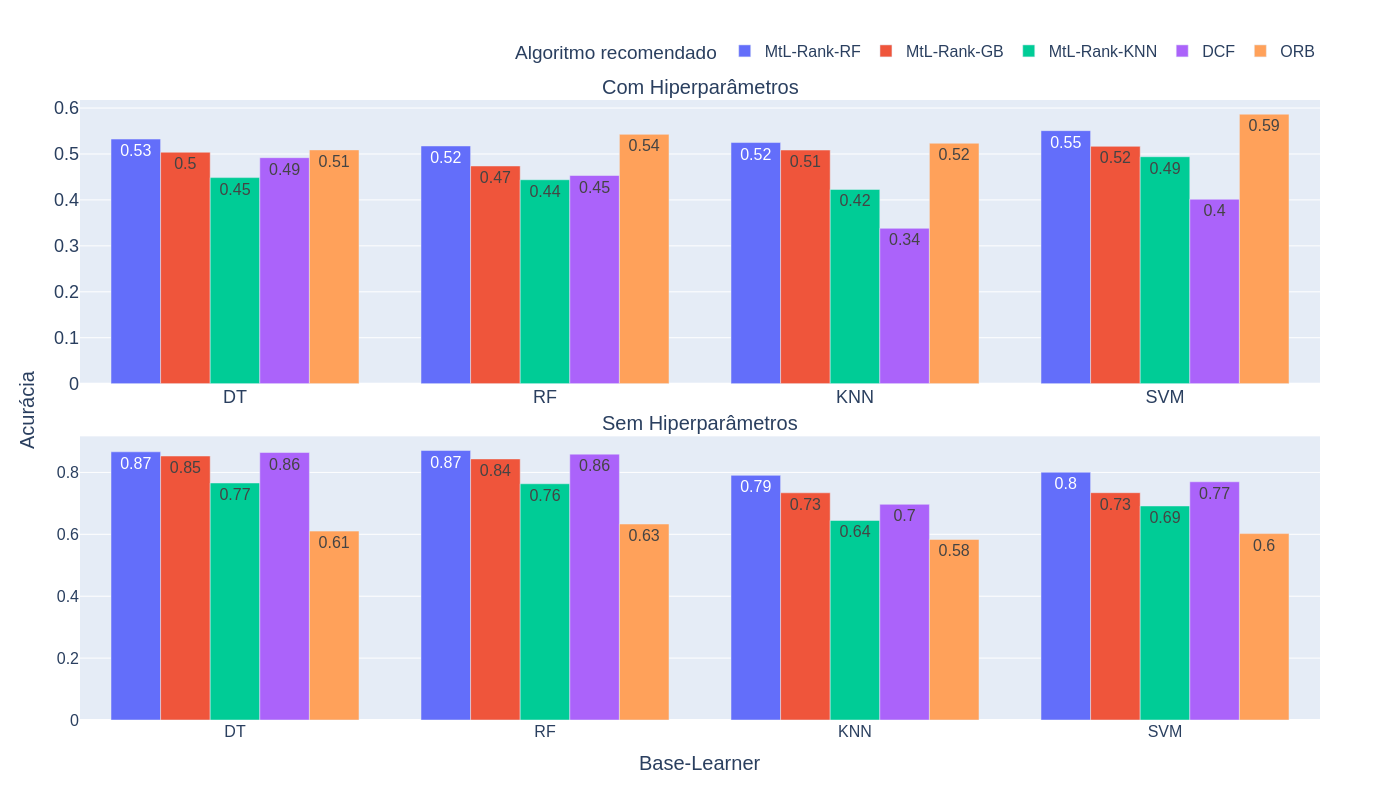 Algoritmo recomendado MtL-Rank-RF MtL-Rank-GB MtL-Rank-KNN DCF ORB
Com Hiperparâmetros
0.6
0.5
0.4
0.3
0.2
0.1
0
0.53 0.5 0.45 0.49 0.51
0.52 0.47 0.44 0.45 0.54
0.52 0.51 0.42 0.34 0.52
0.55 0.52 0.49 0.4 0.59
DT RF KNN SVM
Acurácia
Sem Hiperparâmetros
0.8
0.6
0.4
0.2
0
0.87 0.85 0.77 0.86 0.61
0.87 0.84 0.76 0.86 0.63
0.79 0.73 0.64 0.7 0.58
0.8 0.73 0.69 0.77 0.6
DT RF KNN SVM
Base-Learner